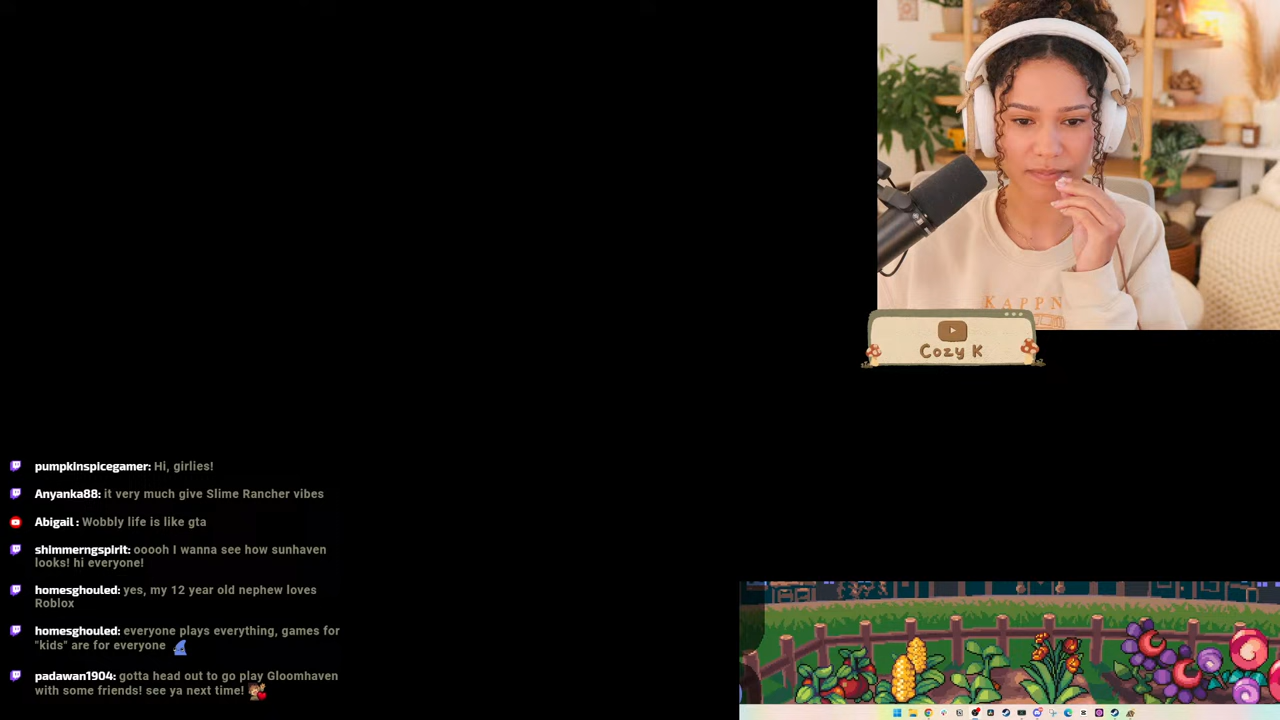 KAPPN
Cozy K
pumpkinspicegamer: Hi, girlies!
Anyanka88: it very much give Slime Rancher vibes
Abigail : Wobbly life is like gta
shimmerngspirit: ooooh I wanna see how sunhaven
looks! hi everyone!
homesghouled: yes, my 12 year old nephew loves
Roblox
homesghouled: everyone plays everything, games for
"kids" are for everyone
padawan1904: gotta head out to go play Gloomhaven
with some friends! see ya next time!